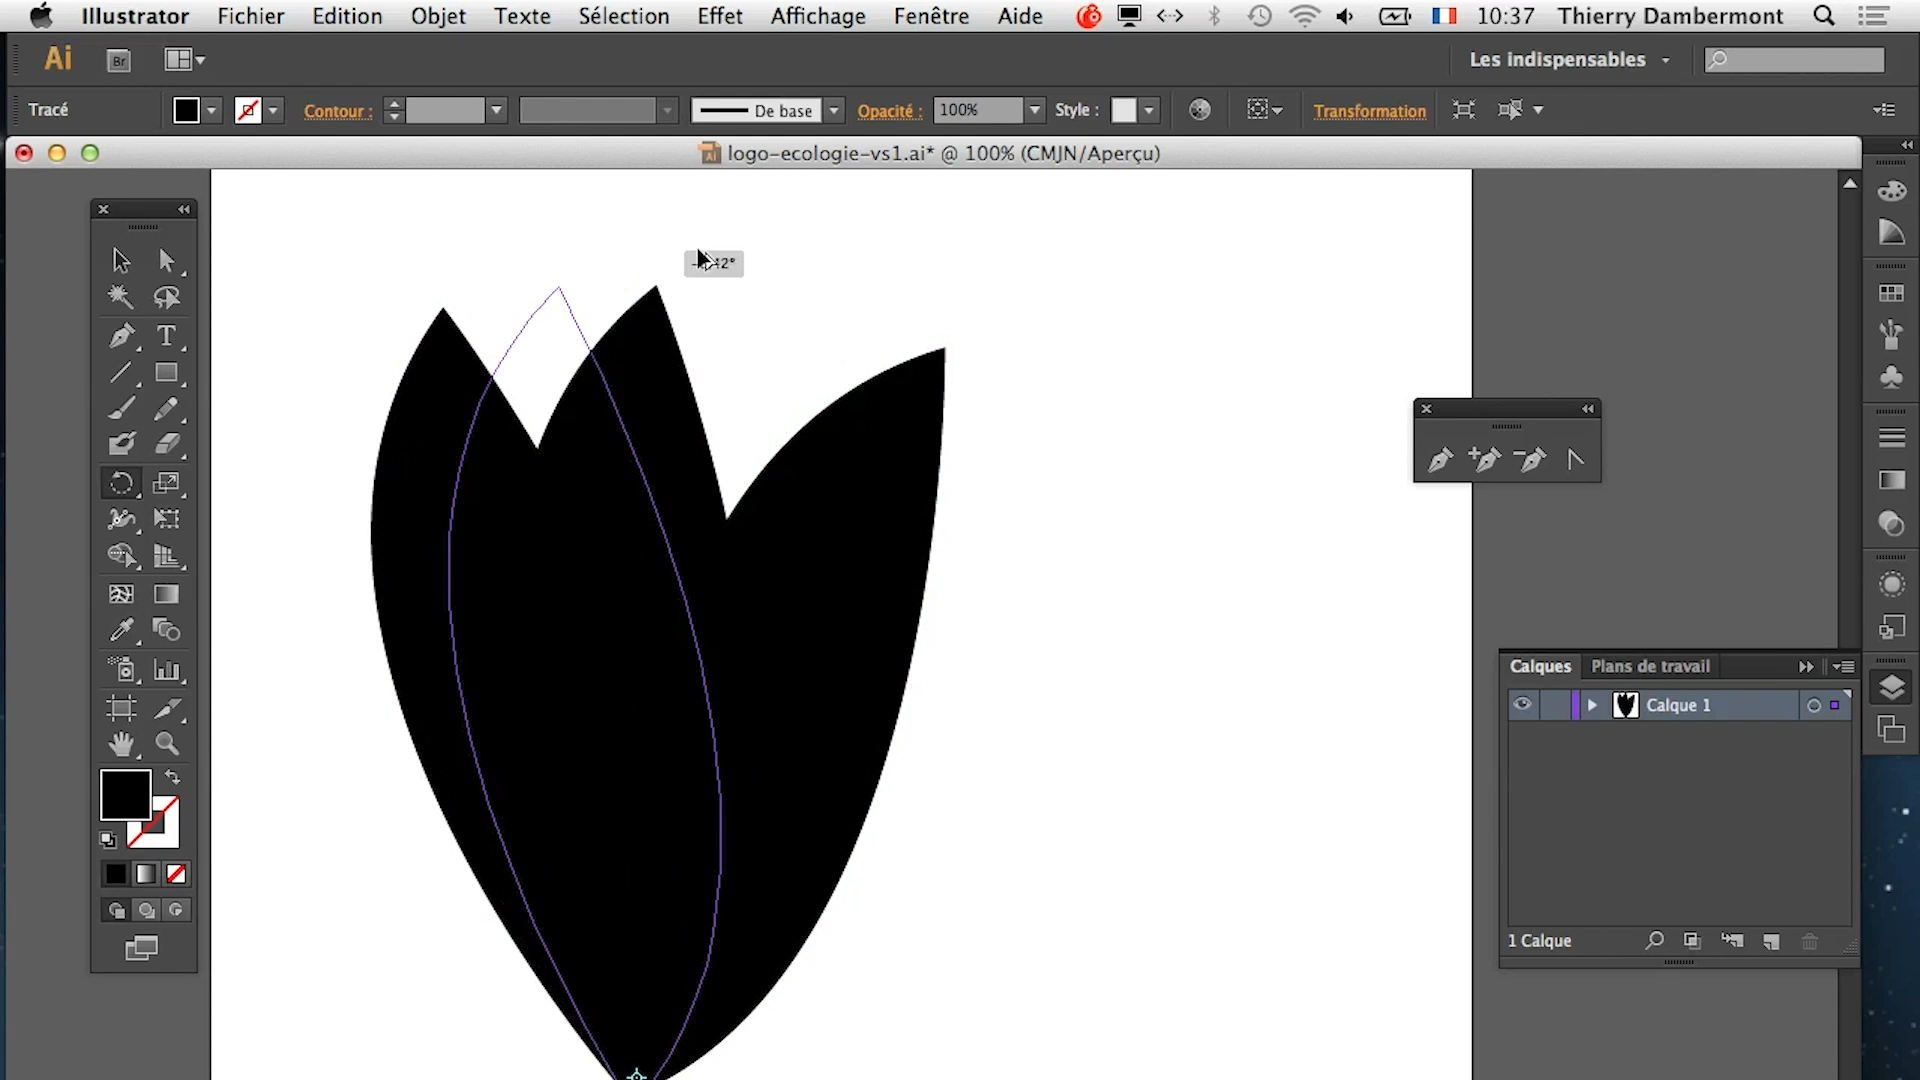 Illustrator Fichier Edition Objet Texte Sélection Effet Affichage Fenêtre Aide 10:37 Thierry Dambermont
Ai Br Les indispensables
Tracé Contour : De base Opacité : 100% Style : Transformation
logo-ecologie-vs1.ai* @ 100% (CMJN/Aperçu)
Calques Plans de travail
Calque 1
1 Calque